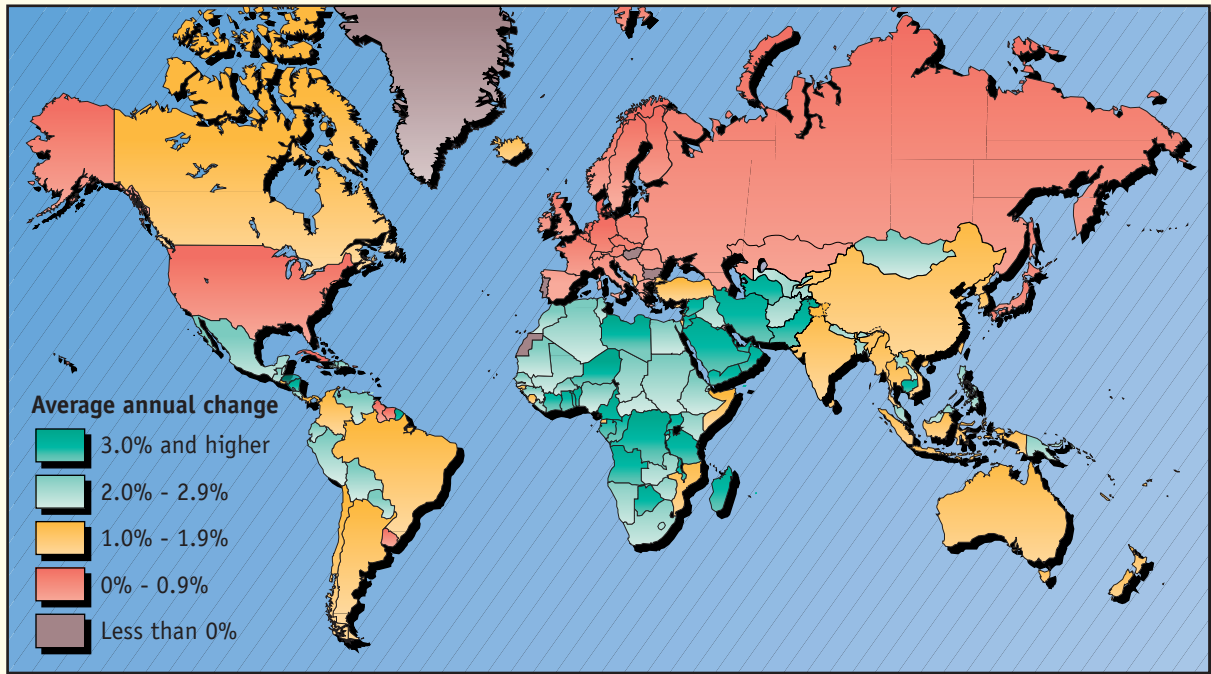 Average annual change
3.0% and higher
2.0% - 2.9%
1.0% - 1.9%
0% - 0.9%
Less than 0%